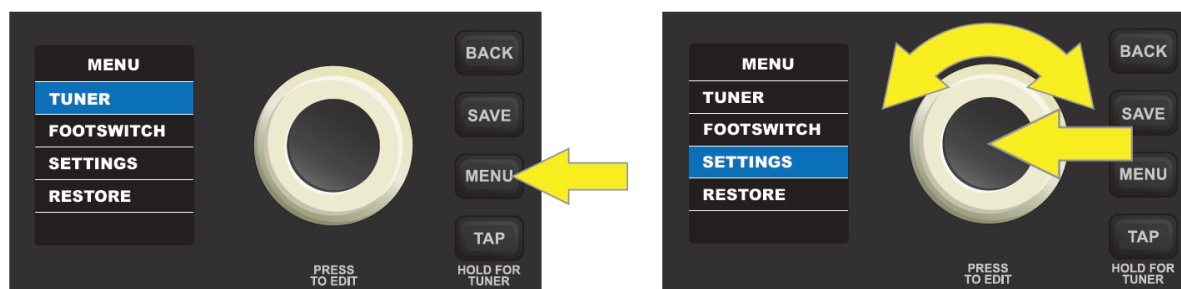 MENU
TUNER
FOOTSWITCH
SETTINGS
RESTORE
BACK
SAVE
MENU
TAP
PRESS
TO EDIT
HOLD FOR
TUNER
MENU
TUNER
FOOTSWITCH
SETTINGS
RESTORE
BACK
SAVE
MENU
TAP
PRESS
TO EDIT
HOLD FOR
TUNER